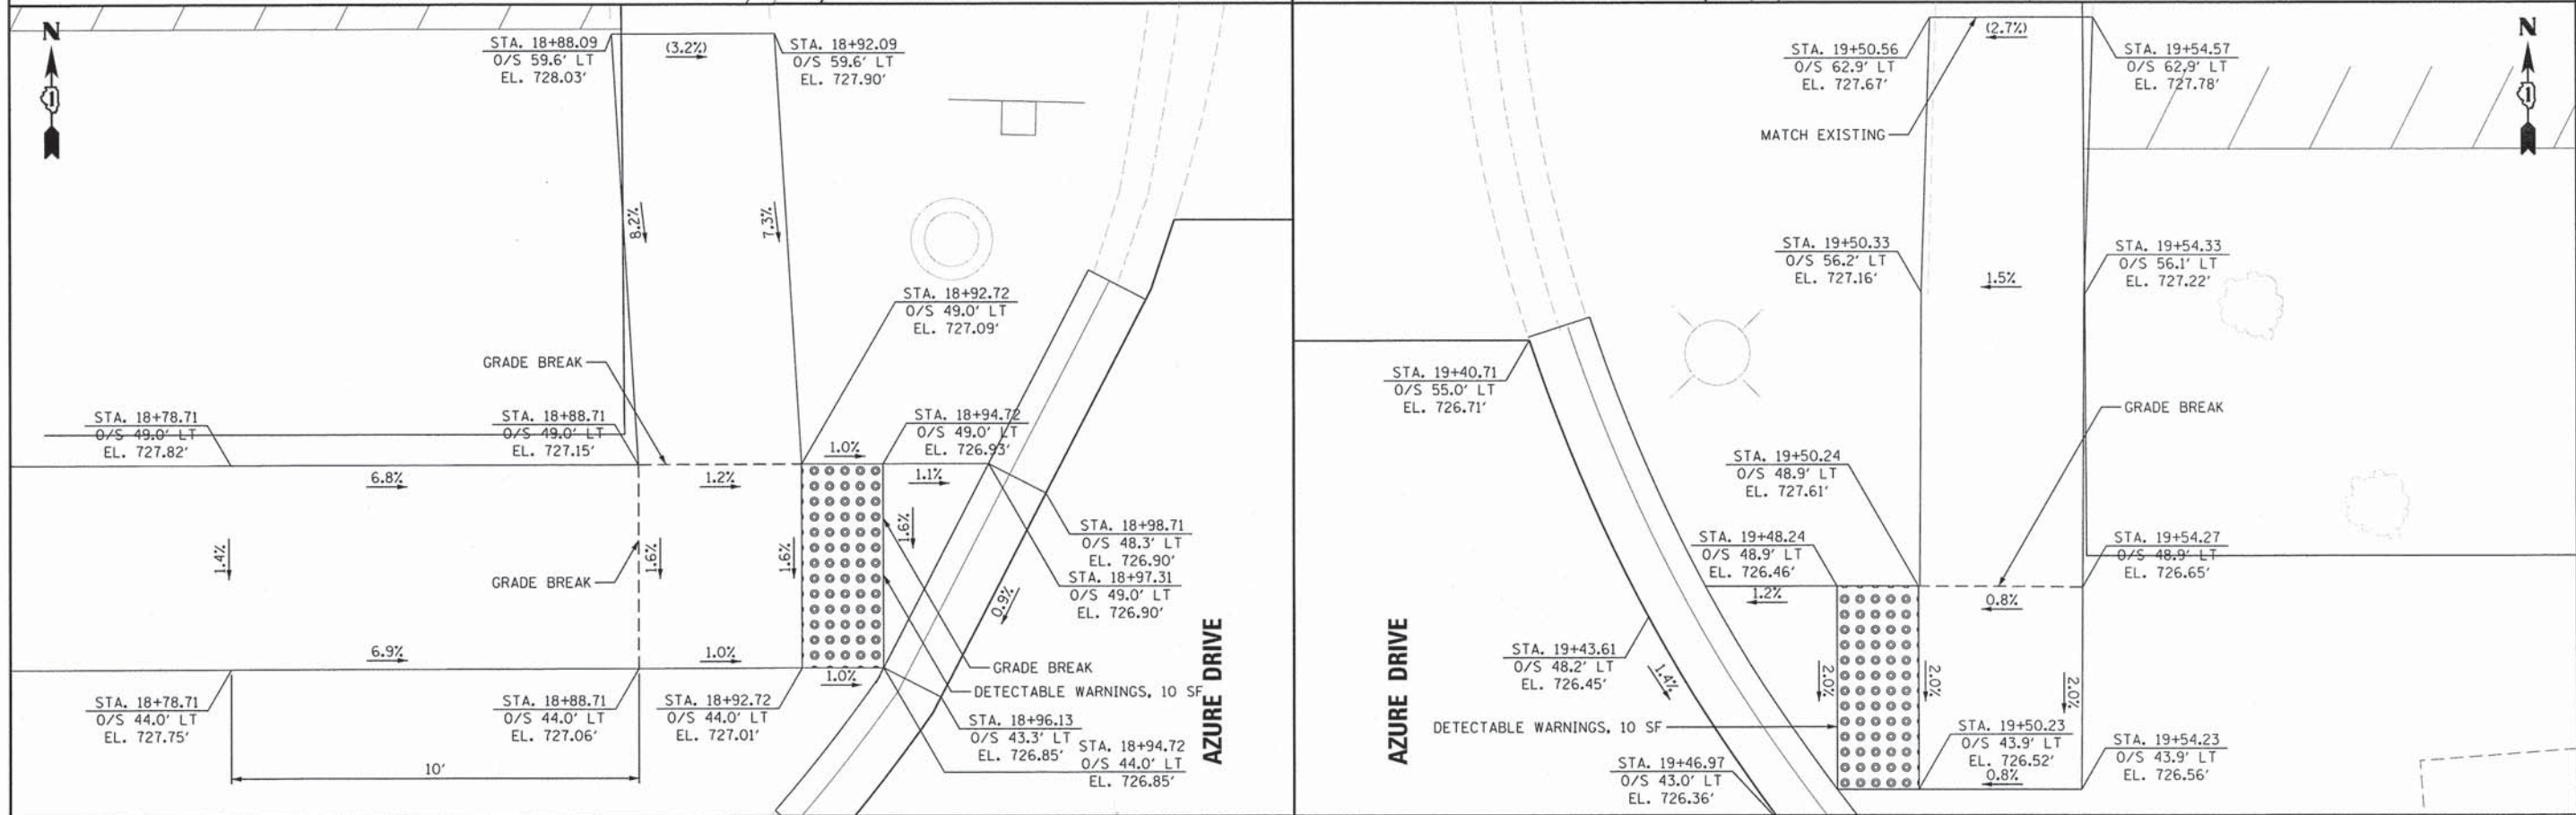 N
STA. 18+88.09
O/S 59.6' LT
EL. 728.03'
(3.2%)
STA. 18+92.09
O/S 59.6' LT
EL. 727.90'
8.2%
7.3%
STA. 18+92.72
O/S 49.0' LT
EL. 727.09'
GRADE BREAK
STA. 18+78.71
O/S 49.0' LT
EL. 727.82'
STA. 18+88.71
O/S 49.0' LT
EL. 727.15'
STA. 18+94.72
O/S 49.0' LT
EL. 726.93'
1.0%
6.8%
1.2%
1.1%
1.4%
1.6%
1.6%
1.6%
GRADE BREAK
STA. 18+98.71
O/S 48.3' LT
EL. 726.90'
STA. 18+97.31
O/S 49.0' LT
EL. 726.90'
0.9%
6.9%
1.0%
1.0%
GRADE BREAK
DETECTABLE WARNINGS, 10 SF
STA. 18+78.71
O/S 44.0' LT
EL. 727.75'
STA. 18+88.71
O/S 44.0' LT
EL. 727.06'
STA. 18+92.72
O/S 44.0' LT
EL. 727.01'
STA. 18+96.13
O/S 43.3' LT
EL. 726.85'
STA. 18+94.72
O/S 44.0' LT
EL. 726.85'
10'
AZURE DRIVE
N
STA. 19+50.56
O/S 62.9' LT
EL. 727.67'
(2.7%)
STA. 19+54.57
O/S 62.9' LT
EL. 727.78'
MATCH EXISTING
STA. 19+50.33
O/S 56.2' LT
EL. 727.16'
STA. 19+54.33
O/S 56.1' LT
EL. 727.22'
1.5%
STA. 19+40.71
O/S 55.0' LT
EL. 726.71'
GRADE BREAK
STA. 19+50.24
O/S 48.9' LT
EL. 727.61'
STA. 19+48.24
O/S 48.9' LT
EL. 726.46'
STA. 19+54.27
O/S 48.9' LT
EL. 726.65'
1.2%
0.8%
AZURE DRIVE
STA. 19+43.61
O/S 48.2' LT
EL. 726.45'
1.4%
2.0%
2.0%
2.0%
DETECTABLE WARNINGS, 10 SF
STA. 19+50.23
O/S 43.9' LT
EL. 726.52'
0.8%
STA. 19+54.23
O/S 43.9' LT
EL. 726.56'
STA. 19+46.97
O/S 43.0' LT
EL. 726.36'